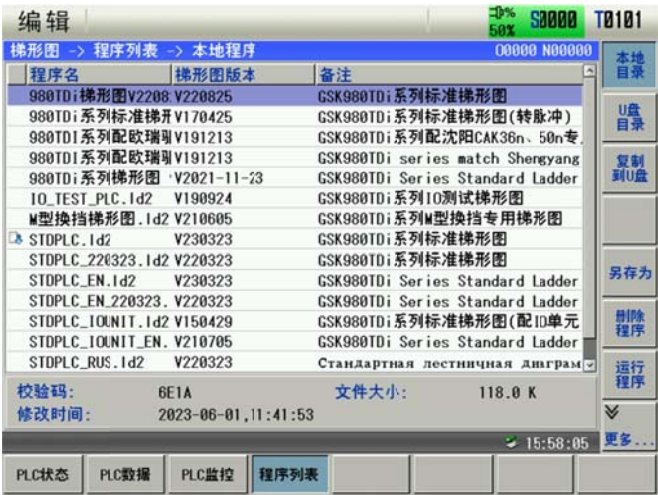 编辑 50% S0000 T0101
梯形图 -> 程序列表 -> 本地程序 O0000 N00000
程序名 梯形图版本 备注
980TDi梯形图V2208 V220825 GSK980TDi系列标准梯形图
980TDi系列标准梯形 V170425 GSK980TDi系列标准梯形图(转脉冲)
980TDI系列配欧瑞 V191213 GSK980TDi系列配沈阳CAK36n、50n专
980TDI系列配欧瑞 V191213 GSK980TDi series match Shengyang
980TDi系列梯形图 V2021-11-23 GSK980TDi Series Standard Ladder
IO_TEST_PLC.ld2 V190924 GSK980TDi系列IO测试梯形图
M型换挡梯形图.ld2 V210605 GSK980TDi系列M型换挡专用梯形图
STDPLC.ld2 V230323 GSK980TDi系列标准梯形图
STDPLC_220323.ld2 V220323 GSK980TDi系列标准梯形图
STDPLC_EN.ld2 V230323 GSK980TDi Series Standard Ladder
STDPLC_EN_220323. V220323 GSK980TDi Series Standard Ladder
STDPLC_IOUNIT.ld2 V150429 GSK980TDi系列标准梯形图(配IO单元
STDPLC_IOUNIT_EN. V210705 GSK980TDi Series Standard Ladder
STDPLC_RUS.ld2 V220323 Стандартная лестничная диаграм
校验码: 6E1A 文件大小: 118.0 K
修改时间: 2023-06-01,11:41:53
15:58:05
本地
目录
U盘
目录
复制
到U盘
另存为
删除
程序
运行
程序
更多...
PLC状态 PLC数据 PLC监控 程序列表